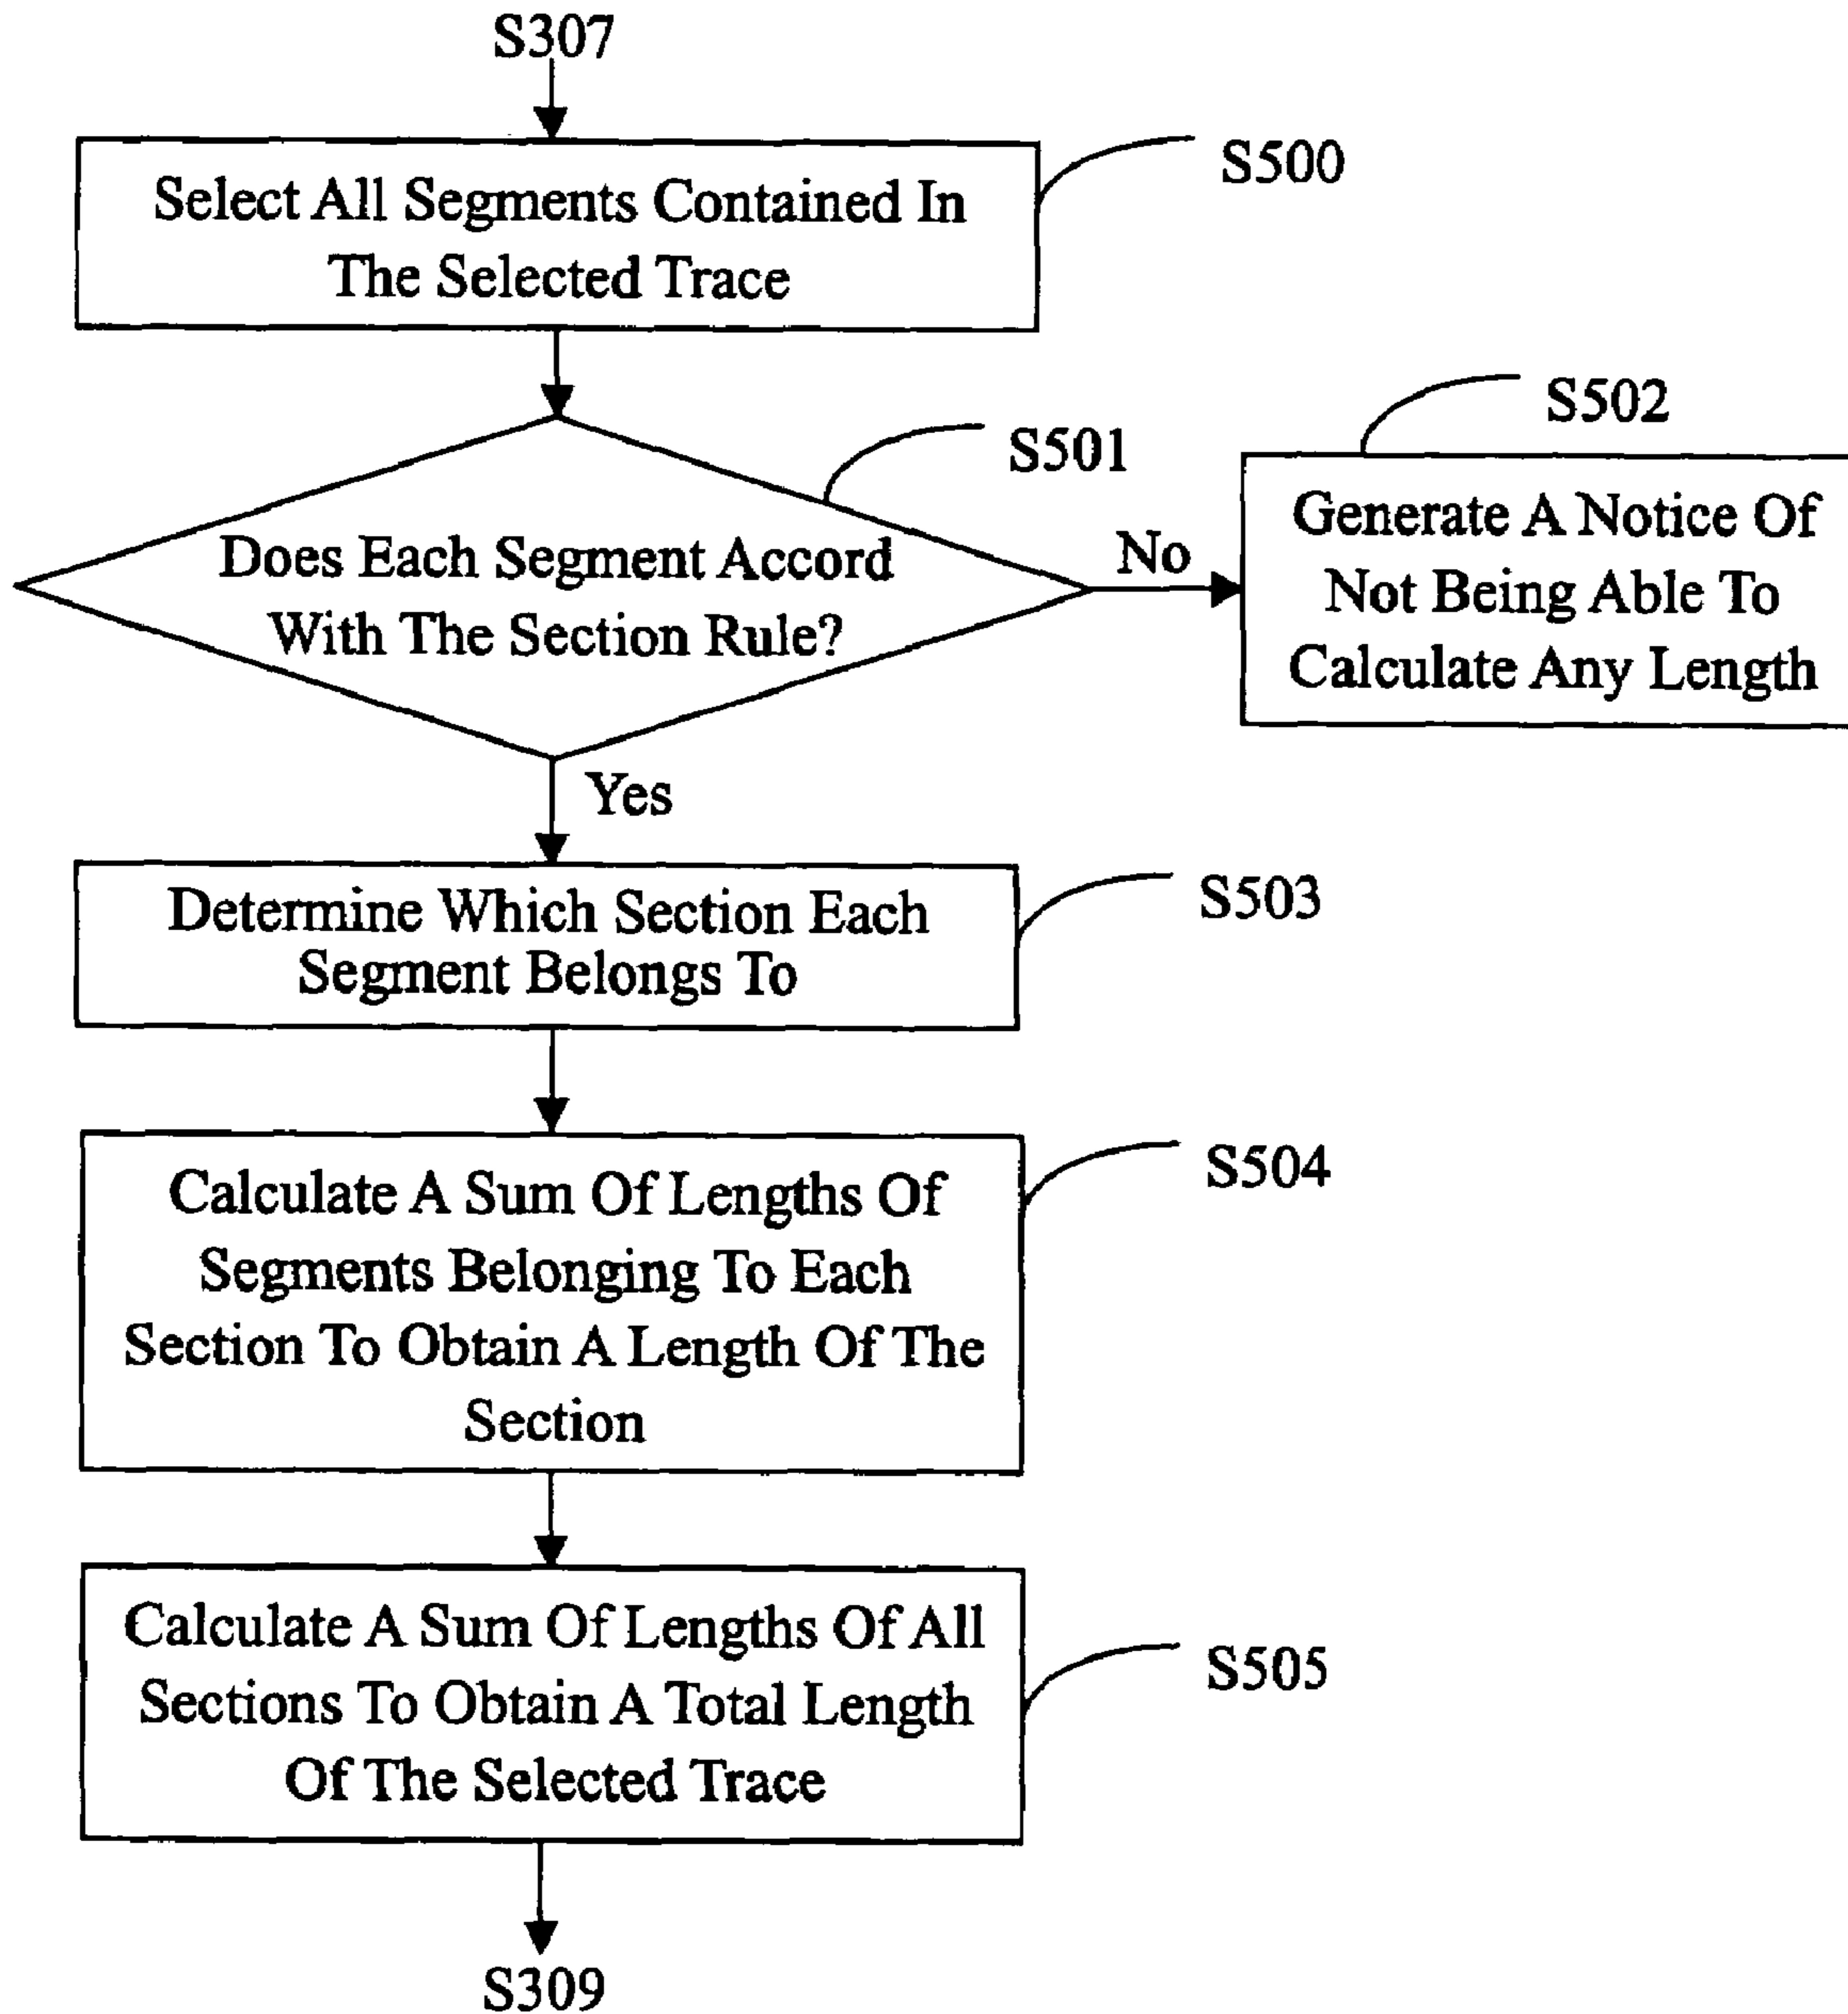 S307
Select All Segments Contained In
The Selected Trace
S500
Does Each Segment Accord
With The Section Rule?
S501
No
S502
Generate A Notice Of
Not Being Able To
Calculate Any Length
Yes
Determine Which Section Each
Segment Belongs To
S503
Calculate A Sum Of Lengths Of
Segments Belonging To Each
Section To Obtain A Length Of The
Section
S504
Calculate A Sum Of Lengths Of All
Sections To Obtain A Total Length
Of The Selected Trace
S505
S309